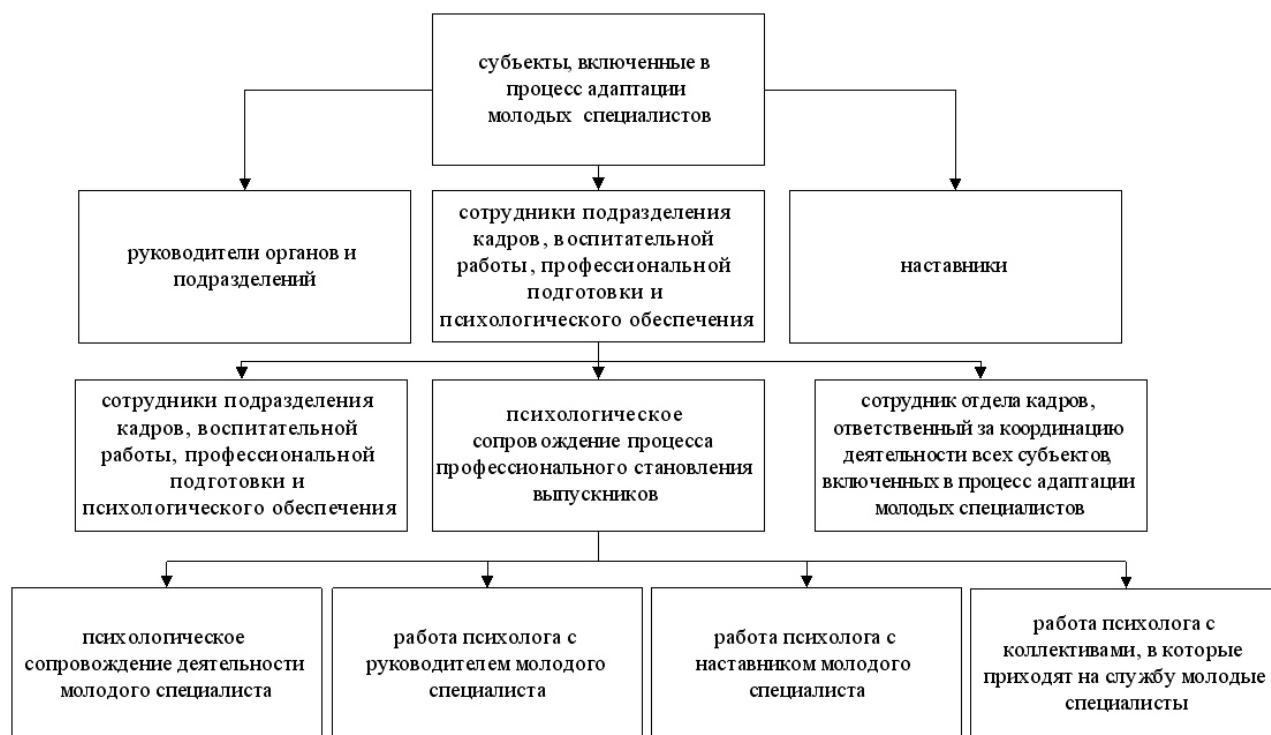 субъекты, включенные в
процесс адаптации
молодых специалистов
руководители органов и
подразделений
сотрудники подразделения
кадров, воспитательной
работы, профессиональной
подготовки и
психологического обеспечения
наставники
сотрудники подразделения
кадров, воспитательной
работы, профессиональной
подготовки и
психологического обеспечения
психологическое
сопровождение процесса
профессионального становления
выпускников
сотрудник отдела кадров,
ответственный за координацию
деятельности всех субъектов,
включенных в процесс адаптации
молодых специалистов
психологическое
сопровождение деятельности
молодого специалиста
работа психолога с
руководителем молодого
специалиста
работа психолога с
наставником молодого
специалиста
работа психолога с
коллективами, в которые
приходят на службу молодые
специалисты